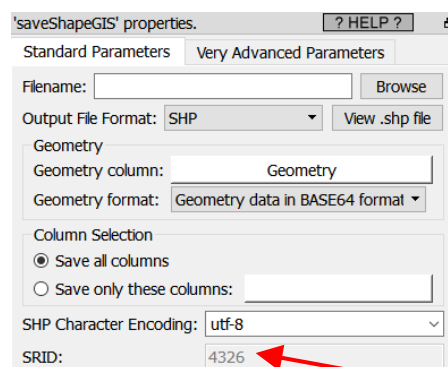 'saveShapeGIS' properties. ? HELP ?
Standard Parameters Very Advanced Parameters
Filename: Browse
Output File Format: SHP View .shp file
Geometry
Geometry column: Geometry
Geometry format: Geometry data in BASE64 format
Column Selection
Save all columns
Save only these columns:
SHP Character Encoding: utf-8
SRID: 4326